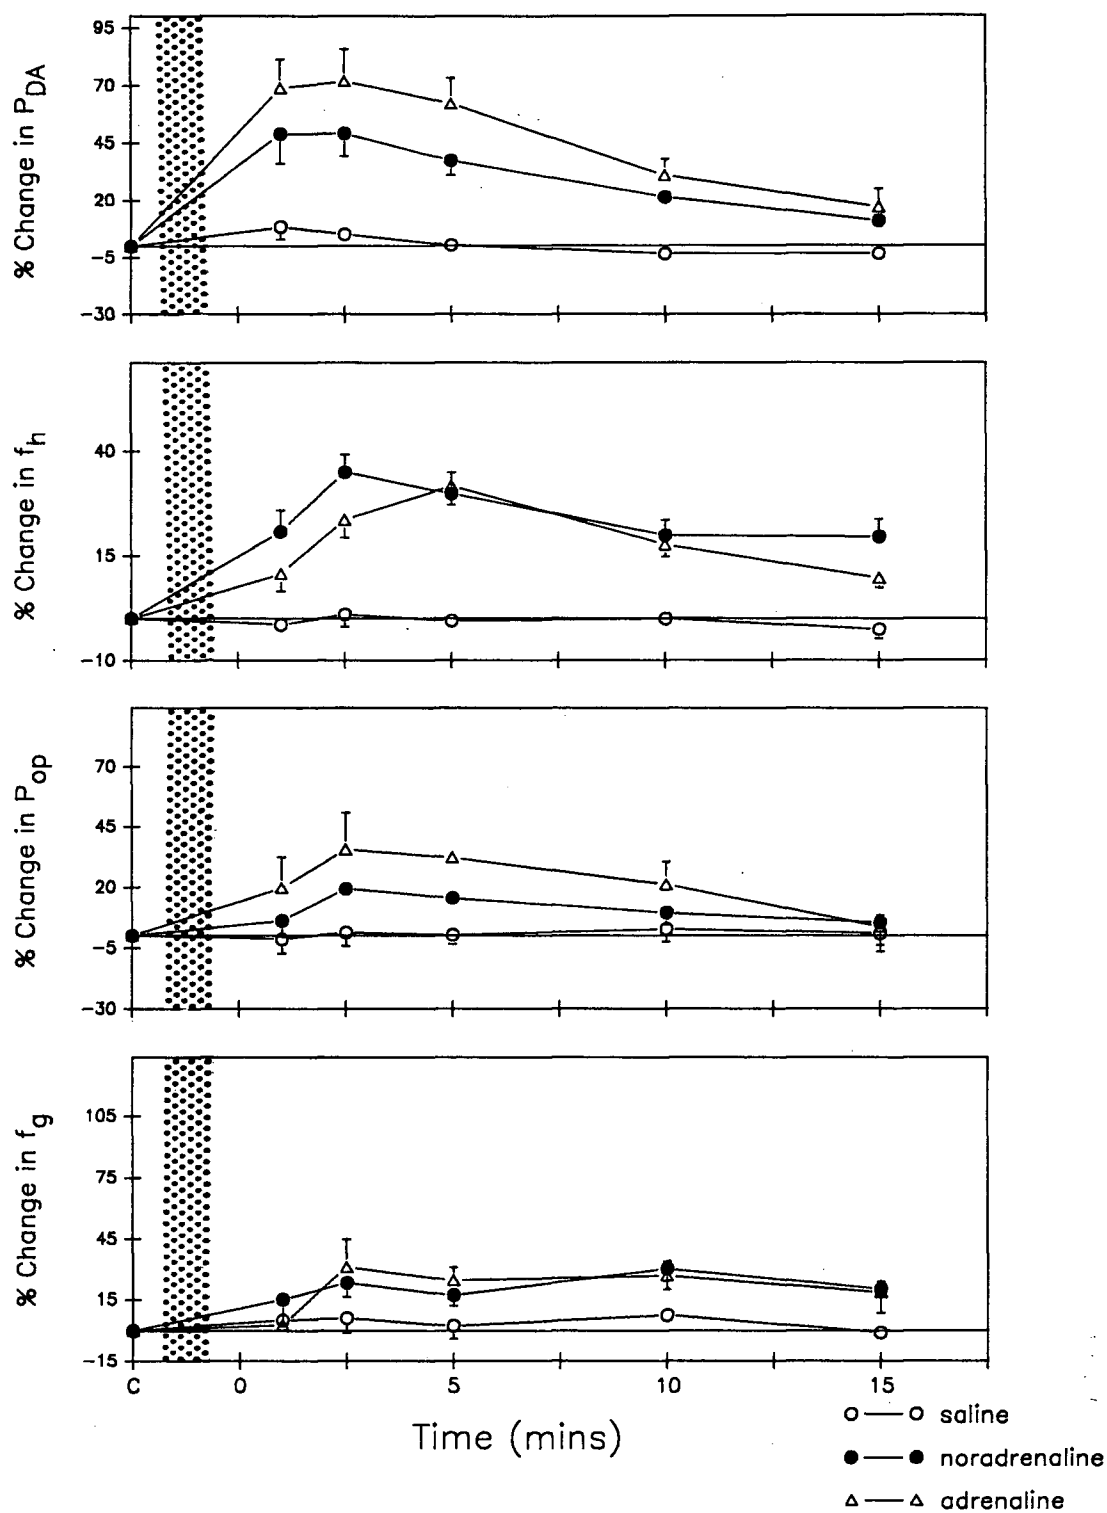 % Change in PDA
95
70
45
20
-5
-30
% Change in fh
40
15
-10
% Change in Pop
70
45
20
-5
-30
% Change in fg
105
75
45
15
-15
C 0 5 10 15
Time (mins)
saline
noradrenaline
adrenaline